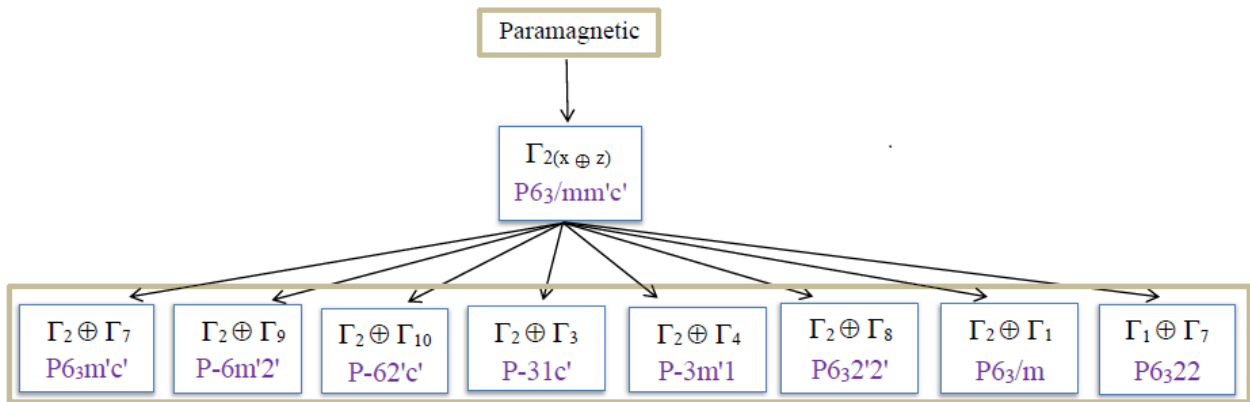 Paramagnetic
Γ2(x ⊕ z)
P63/mm'c'
Γ2 ⊕ Γ7
P63m'c'
Γ2 ⊕ Γ9
P-6m'2'
Γ2 ⊕ Γ10
P-62'c'
Γ2 ⊕ Γ3
P-31c'
Γ2 ⊕ Γ4
P-3m'1
Γ2 ⊕ Γ8
P632'2'
Γ2 ⊕ Γ1
P63/m
Γ1 ⊕ Γ7
P6322